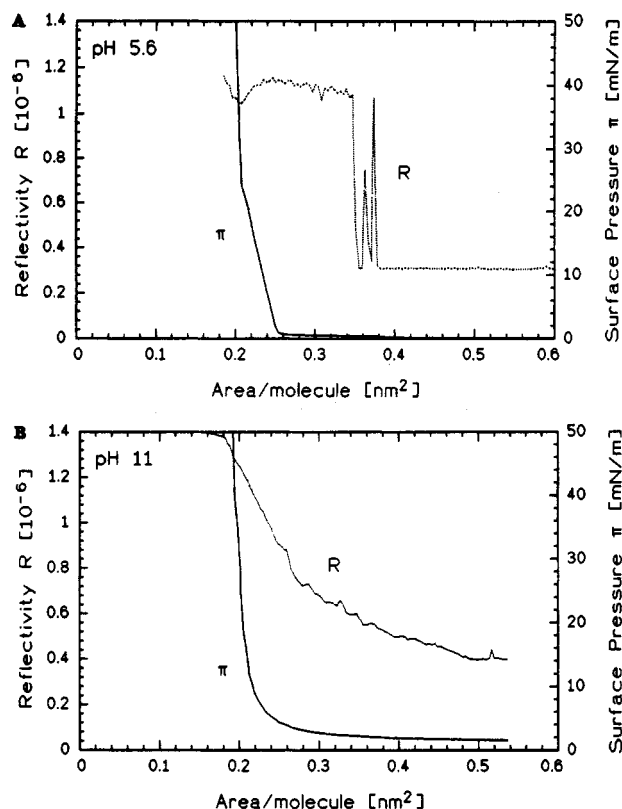 A
pH 5.6
Reflectivity R [10⁻⁶]
1.4
1.2
1
0.8
0.6
0.4
0.2
0
π
R
50
40
30
20
10
0
Surface Pressure π [mN/m]
0 0.1 0.2 0.3 0.4 0.5 0.6
Area/molecule [nm²]
B
pH 11
Reflectivity R [10⁻⁶]
1.4
1.2
1
0.8
0.6
0.4
0.2
0
π
R
50
40
30
20
10
0
Surface Pressure π [mN/m]
0 0.1 0.2 0.3 0.4 0.5 0.6
Area/molecule [nm²]